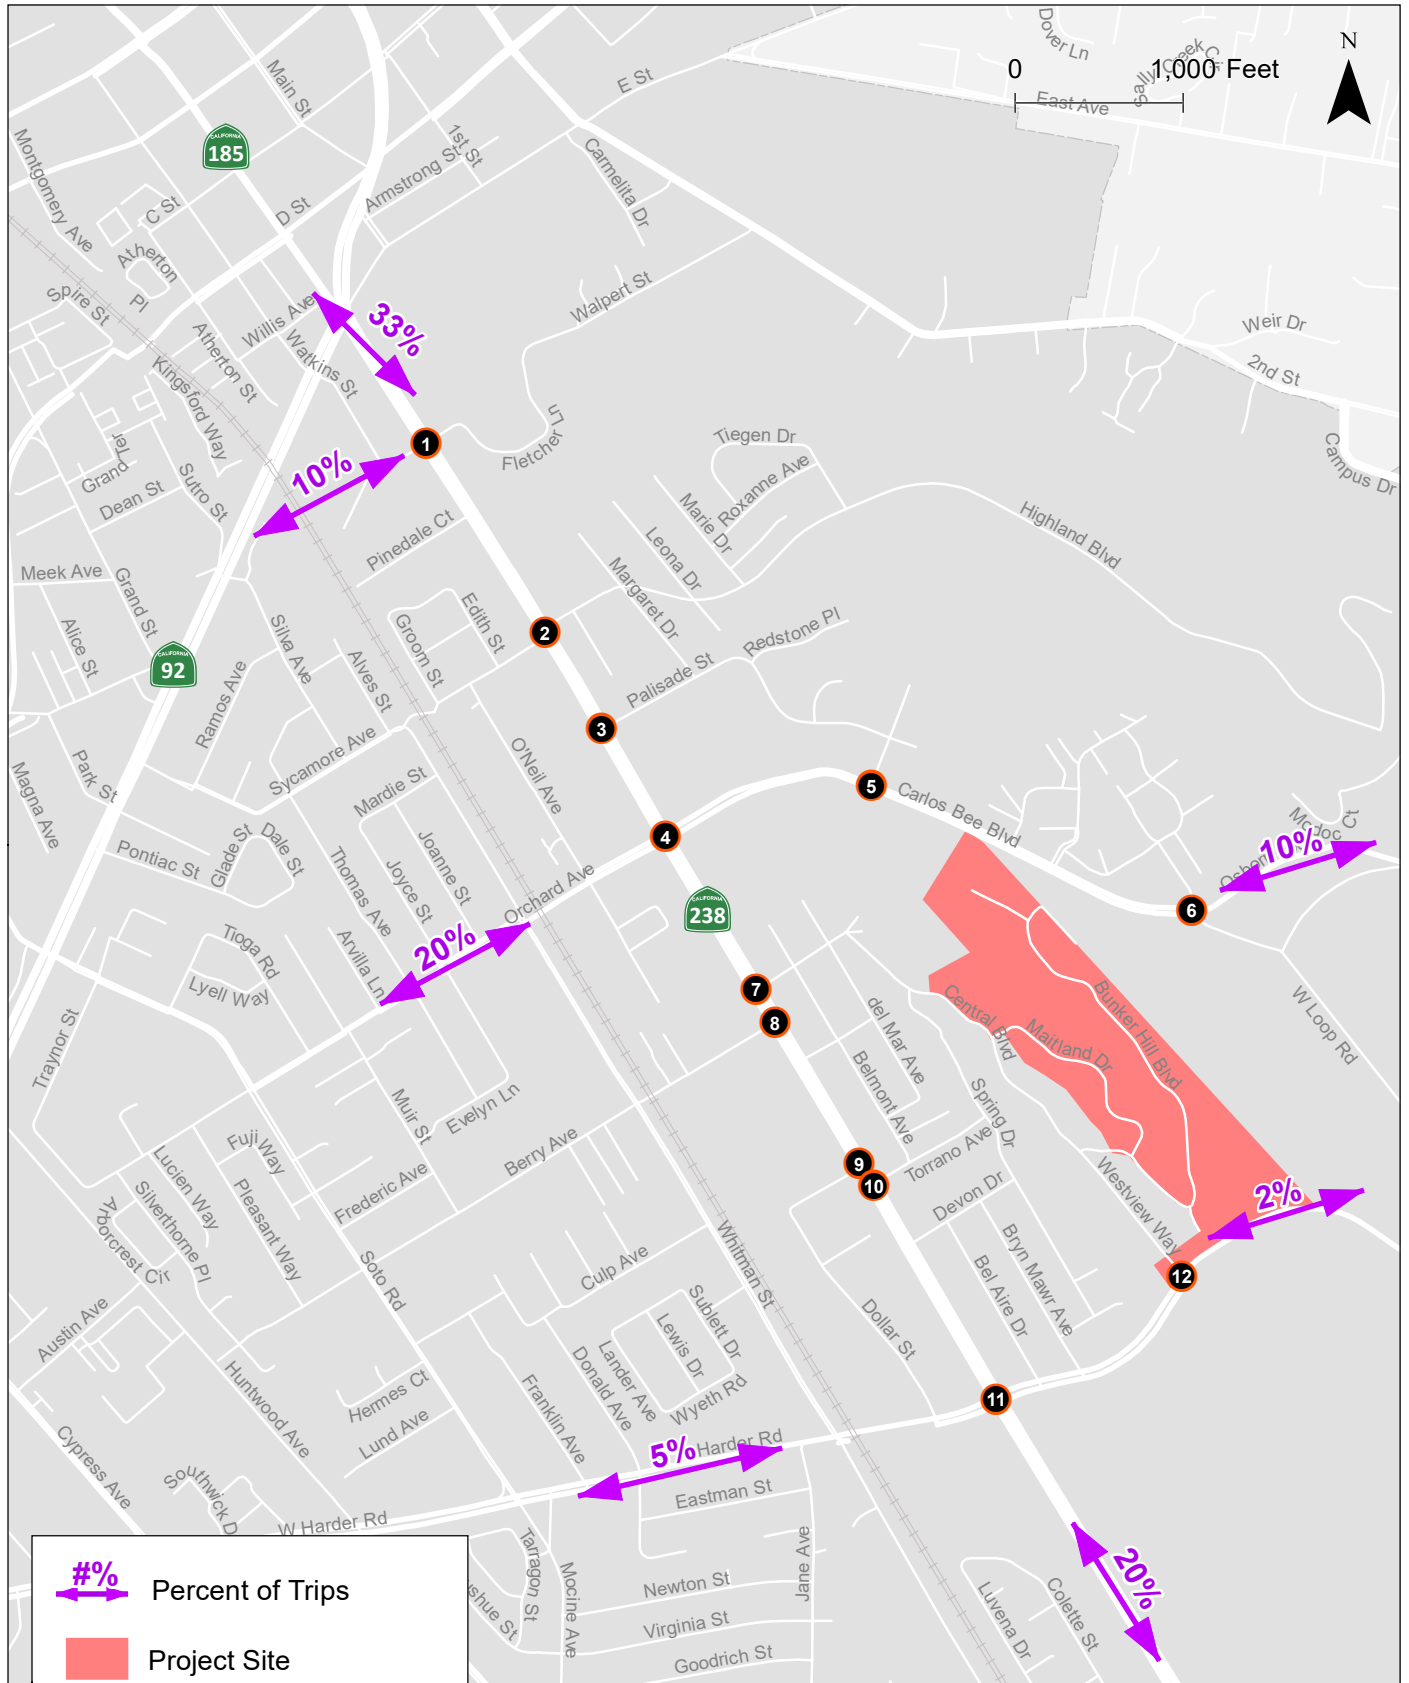 Dover Ln
Sally Creek Cir
N
0 1,000 Feet
East Ave
Main St
E St
1st St
CALIFORNIA
185
Armstrong St
Carmelita Dr
Montgomery Ave
C St
D St
Atherton Pl
Spire St
Willis Ave
33%
Walpert St
Weir Dr
2nd St
Atherton St
Watkins St
Kingsford Way
Campus Dr
Fletcher Ln
1
10%
Grand Ter
Dean St
Sutro St
Tiegen Dr
Roxanne Ave
Marie Dr
Highland Blvd
Pinedale Ct
Leona Dr
Margaret Dr
Meek Ave
Grand St
Alice St
Silva Ave
Groom St
Edith St
2
Redstone Pl
CALIFORNIA
92
Ramos Ave
Alves St
Palisade St
3
Sycamore Ave
O'Neil Ave
Magna Ave
Park St
Mardie St
5
Carlos Bee Blvd
4
Modoc Ct
10%
Pontiac St
Glade St
Dale St
Thomas Ave
Joyce St
Joanne St
Orchard Ave
CALIFORNIA
238
6
20%
Tioga Rd
Lyell Way
Arvilla Ln
7
8
Central Blvd
Bunker Hill Blvd
W Loop Rd
del Mar Ave
Maitland Dr
Belmont Ave
Traynor St
Muir St
Evelyn Ln
Spring Dr
Berry Ave
Fuji Way
Lucien Way
Silverthorne Pl
Arborcrest Cir
Pleasant Way
Frederic Ave
9
10
Torrano Ave
Devon Dr
Westview Way
2%
12
Whitman St
Culp Ave
Soto Rd
Bryn Mawr Ave
Bel Aire Dr
Sublett Dr
Lewis Dr
Lander Ave
Donald Ave
Wyeth Rd
Dollar St
Austin Ave
Huntwood Ave
Hermes Ct
Lund Ave
Franklin Ave
11
Cypress Ave
Southwick D
5%
Harder Rd
Eastman St
W Harder Rd
Tarragon St
Mocine Ave
Jane Ave
20%
Newton St
Virginia St
Goodrich St
Luvena Dr
Colette St
shue St
#% Percent of Trips
Project Site